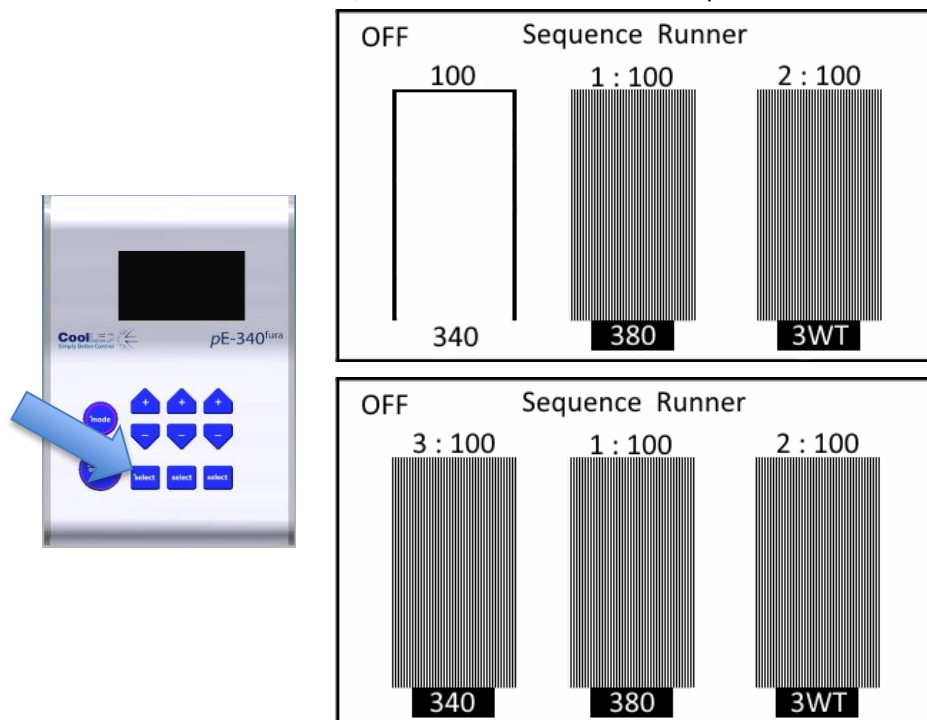 OFF Sequence Runner
100 1 : 100 2 : 100
340 380 3WT
CoolLED
Simply Better Control
pE-340fura
+ + +
mode
– – –
select select select
OFF Sequence Runner
3 : 100 1 : 100 2 : 100
340 380 3WT